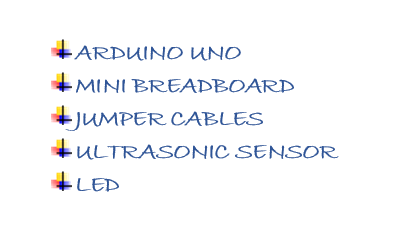 ARDUINO UNO
MINI BREADBOARD
JUMPER CABLES
ULTRASONIC SENSOR
LED